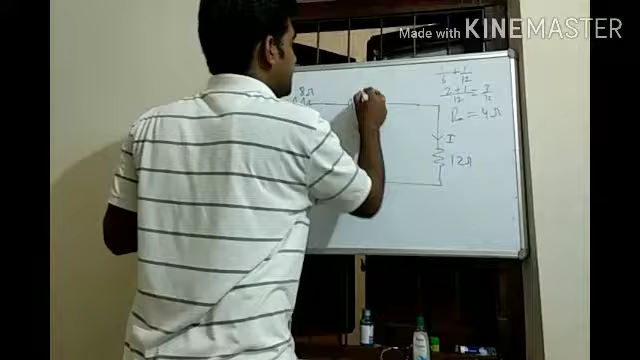 Made with KINEMASTER
8Ω
1/6 + 1/12
2+1/12 = 3/12
R = 4Ω
I
12Ω